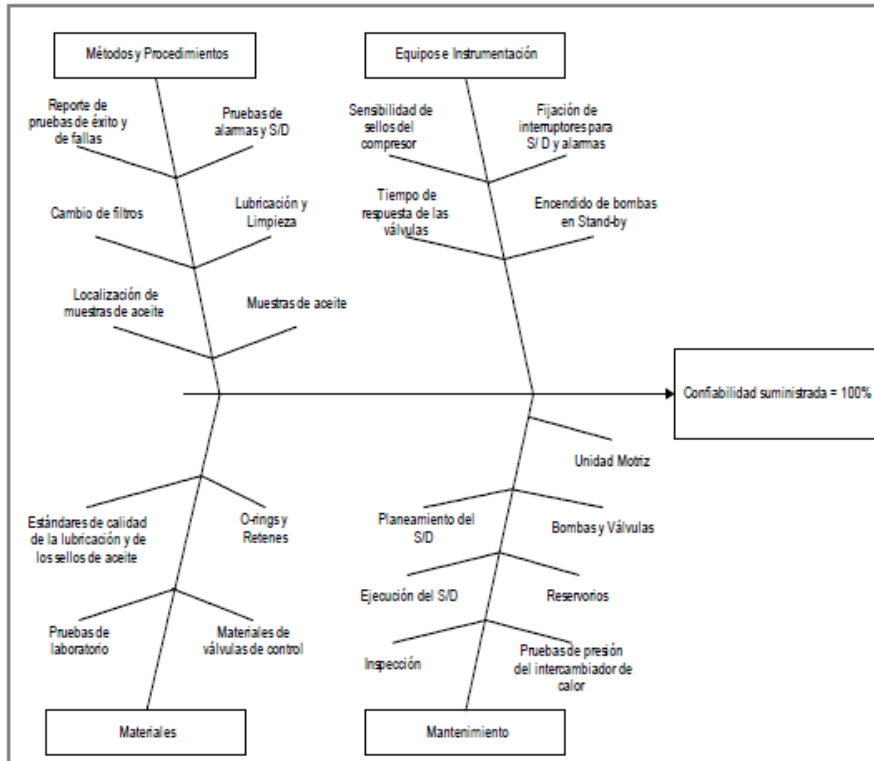 Métodos y Procedimientos
Equipos e Instrumentación
Reporte de
pruebas de éxito y
de fallas
Pruebas de
alarmas y S/D
Sensibilidad de
sellos del
compresor
Fijación de
interruptores para
S/ D y alarmas
Cambio de filtros
Lubricación y
Limpieza
Tiempo de
respuesta de las
válvulas
Encendido de bombas
en Stand-by
Localización de
muestras de aceite
Muestras de aceite
Confiabilidad suministrada = 100%
Unidad Motriz
Estándares de calidad
de la lubricación y de
los sellos de aceite
O-rings y
Retenes
Planeamiento del
S/D
Bombas y Válvulas
Ejecución del S/D
Reservorios
Pruebas de
laboratorio
Materiales de
válvulas de control
Inspección
Pruebas de presión
del intercambiador de
calor
Materiales
Mantenimiento